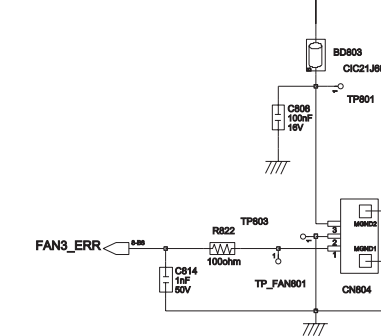 BD803
CIC21J60
TP801
C806
100nF
16V
TP803
R822
100ohm
FAN3_ERR
C814
1nF
50V
TP_FAN801
MGND2
3
2
1
MGND1
CN804